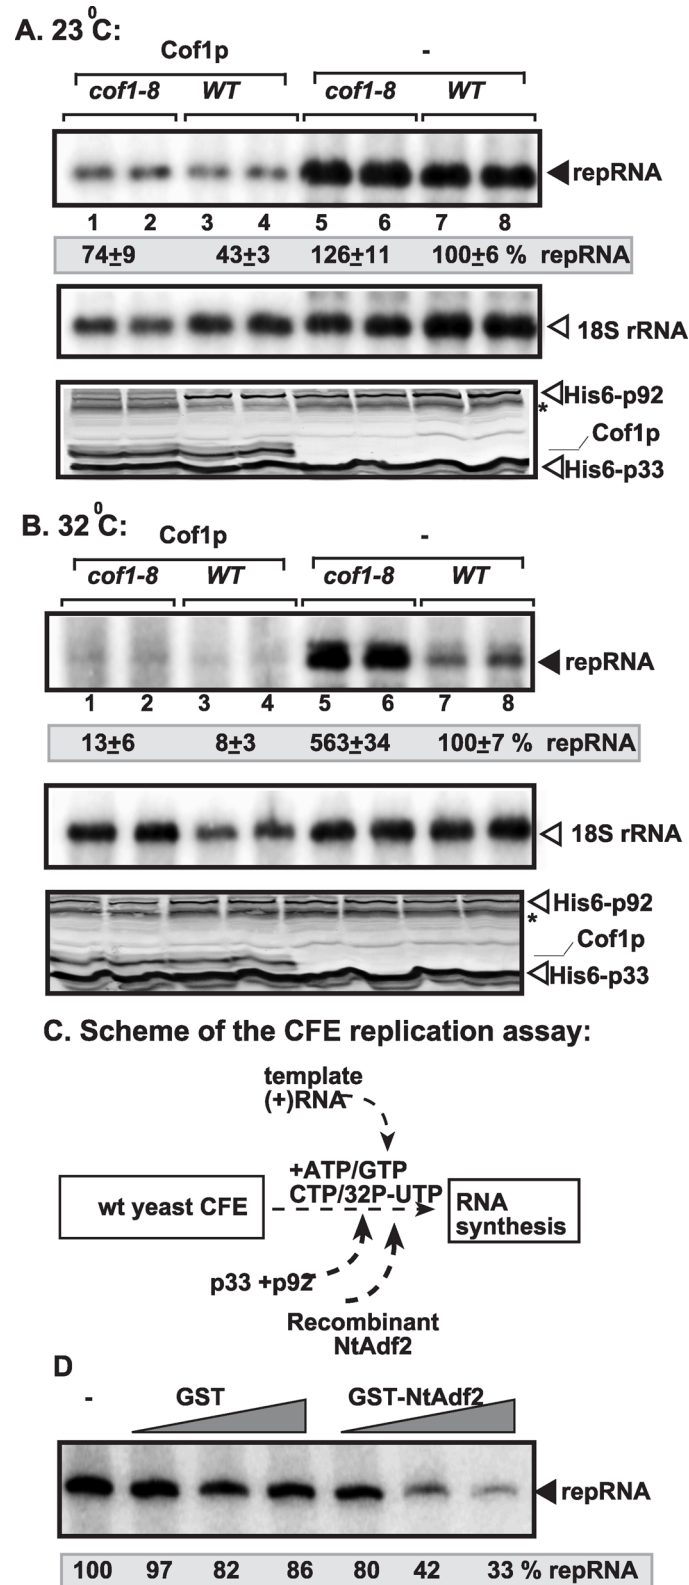 A. 23⁰C:
Cof1p -
cof1-8 WT cof1-8 WT
repRNA
1 2 3 4 5 6 7 8
74±9 43±3 126±11 100±6 % repRNA
18S rRNA
His6-p92
*
Cof1p
His6-p33
B. 32⁰C:
Cof1p -
cof1-8 WT cof1-8 WT
repRNA
1 2 3 4 5 6 7 8
13±6 8±3 563±34 100±7 % repRNA
18S rRNA
His6-p92
*
Cof1p
His6-p33
C. Scheme of the CFE replication assay:
template
(+)RNA
+ATP/GTP
CTP/32P-UTP
wt yeast CFE
RNA
synthesis
p33 +p92
Recombinant
NtAdf2
D
- GST GST-NtAdf2
repRNA
100 97 82 86 80 42 33 % repRNA